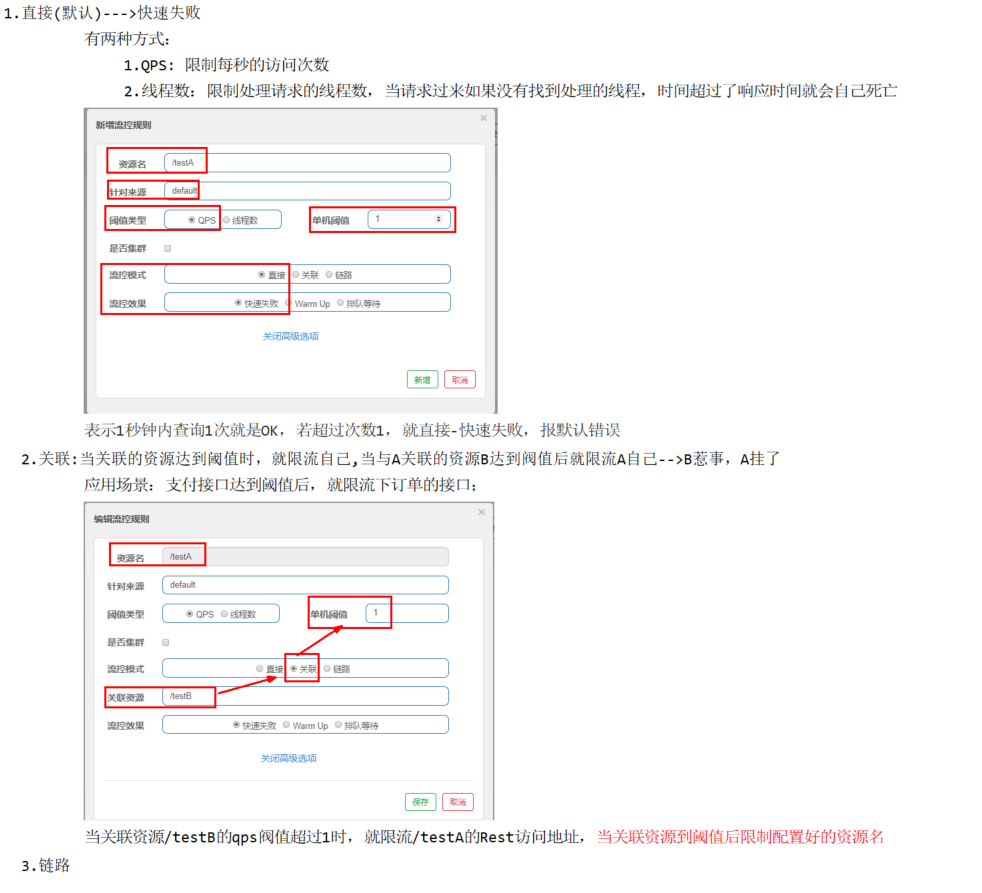 1.直接(默认)--->快速失败
有两种方式:
1.QPS: 限制每秒的访问次数
2.线程数: 限制处理请求的线程数, 当请求过来如果没有找到处理的线程, 时间超过了响应时间就会自己死亡
新增流控规则 ×
资源名 /testA
针对来源 default
阈值类型 QPS 线程数 单机阈值 1
是否集群
流控模式 直接 关联 链路
流控效果 快速失败 Warm Up 排队等待
关闭高级选项
新增 取消
表示1秒钟内查询1次就是OK, 若超过次数1, 就直接-快速失败, 报默认错误
2.关联:当关联的资源达到阈值时, 就限流自己,当与A关联的资源B达到阀值后就限流A自己-->B惹事, A挂了
应用场景: 支付接口达到阈值后, 就限流下订单的接口;
编辑流控规则 ×
资源名 /testA
针对来源 default
阈值类型 QPS 线程数 单机阈值 1
是否集群
流控模式 直接 关联 链路
关联资源 /testB
流控效果 快速失败 Warm Up 排队等待
关闭高级选项
保存 取消
当关联资源/testB的qps阀值超过1时, 就限流/testA的Rest访问地址, 当关联资源到阈值后限制配置好的资源名
3.链路